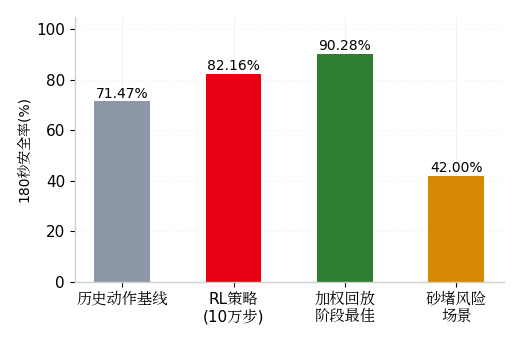 180秒安全率(%)
100
80
60
40
20
0
71.47%
82.16%
90.28%
42.00%
历史动作基线
RL策略
(10万步)
加权回放
阶段最佳
砂堵风险
场景